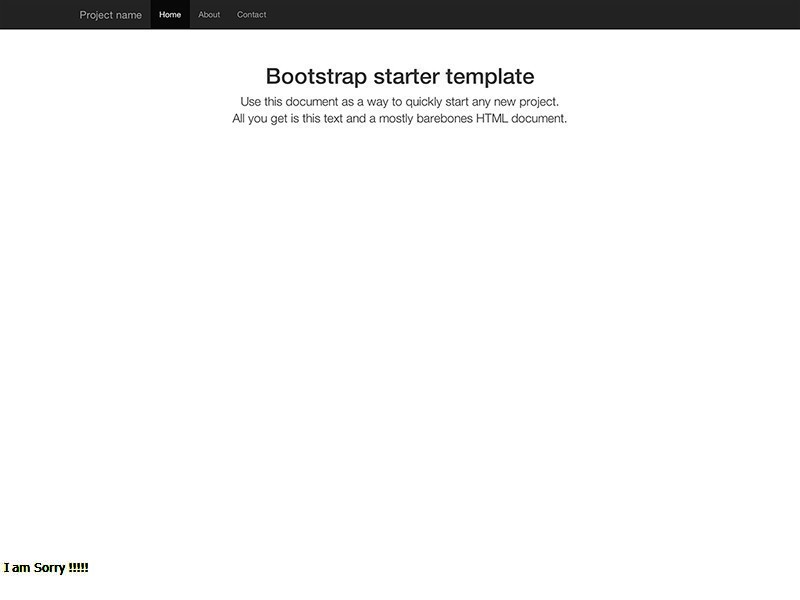 Project name Home About Contact
Bootstrap starter template
Use this document as a way to quickly start any new project.
All you get is this text and a mostly barebones HTML document.
I am Sorry !!!!!